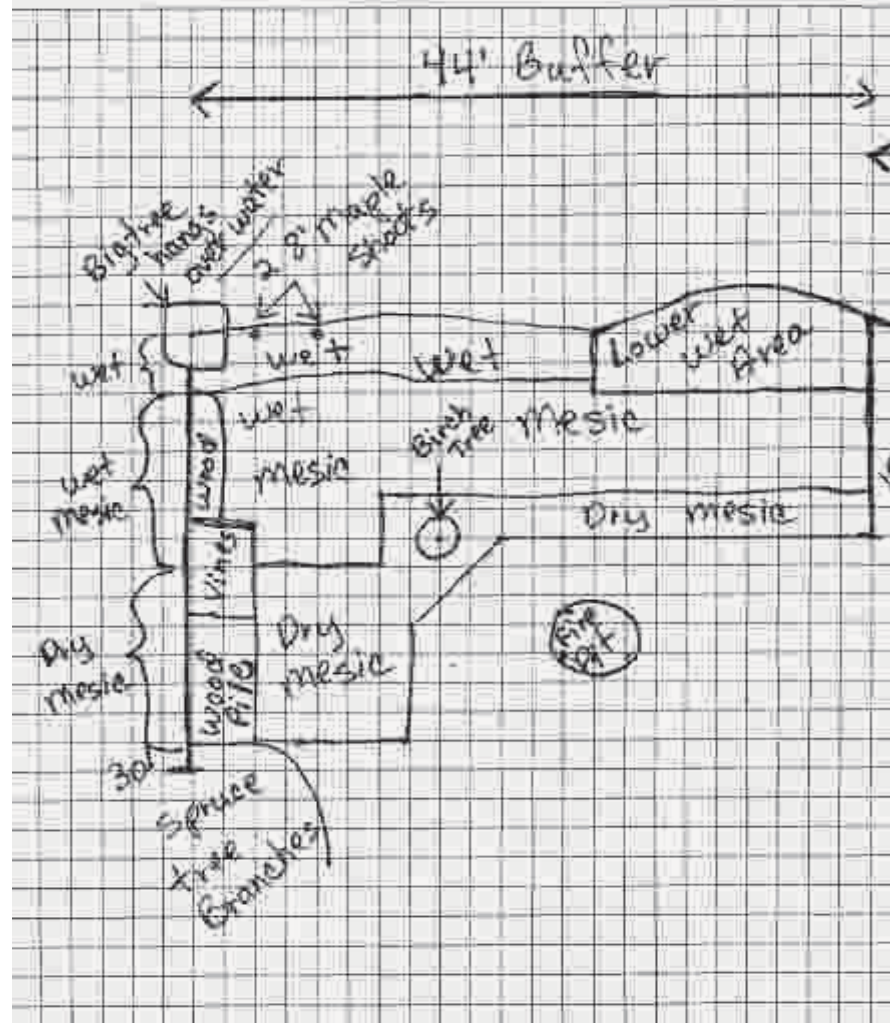 44' Buffer
Big tree
hangs
over water
2 8' Maple
Shoots
wet
wet
wet
Lower
wet
Area
wet
mesic
wood
wet
mesic
Birch
Tree
mesic
Dry mesic
Vines
Dry
mesic
wood
Pile
Dry
mesic
Fire
Pit
30'
Spruce
tree
Branches